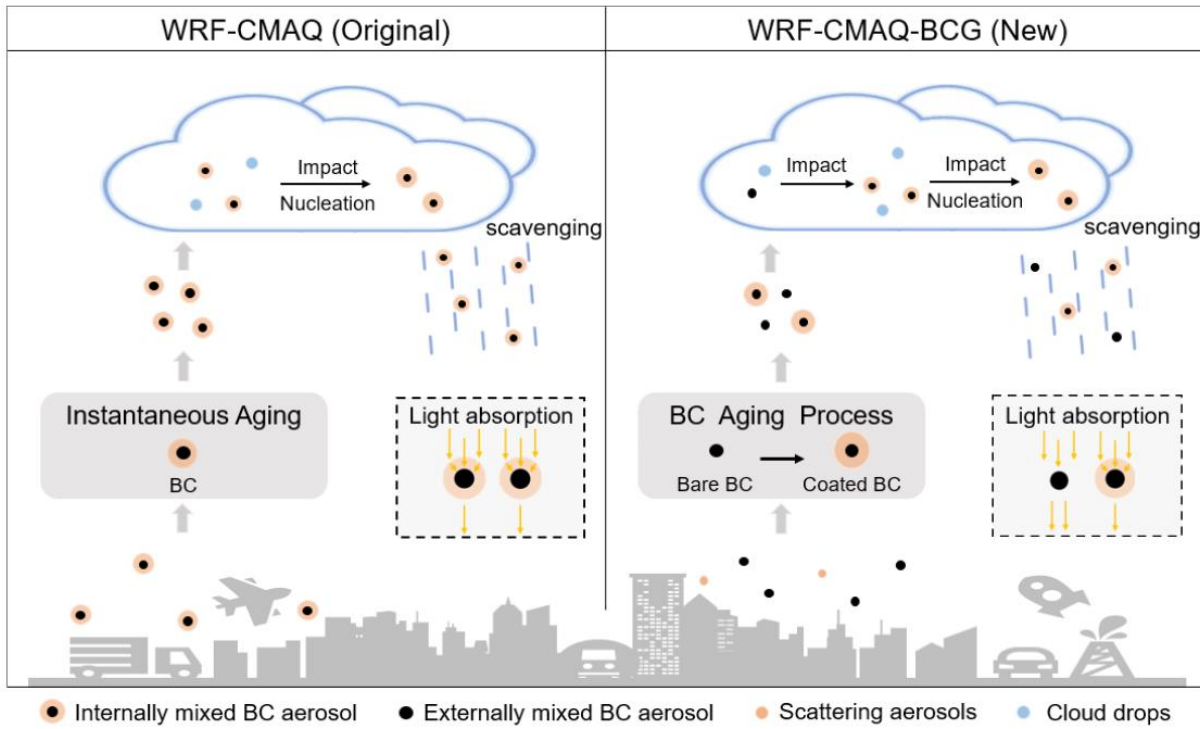 WRF-CMAQ (Original)
WRF-CMAQ-BCG (New)
Impact
Nucleation
scavenging
Impact
Impact
Nucleation
scavenging
Instantaneous Aging
BC
Light absorption
BC Aging Process
Bare BC
Coated BC
Light absorption
Internally mixed BC aerosol
Externally mixed BC aerosol
Scattering aerosols
Cloud drops